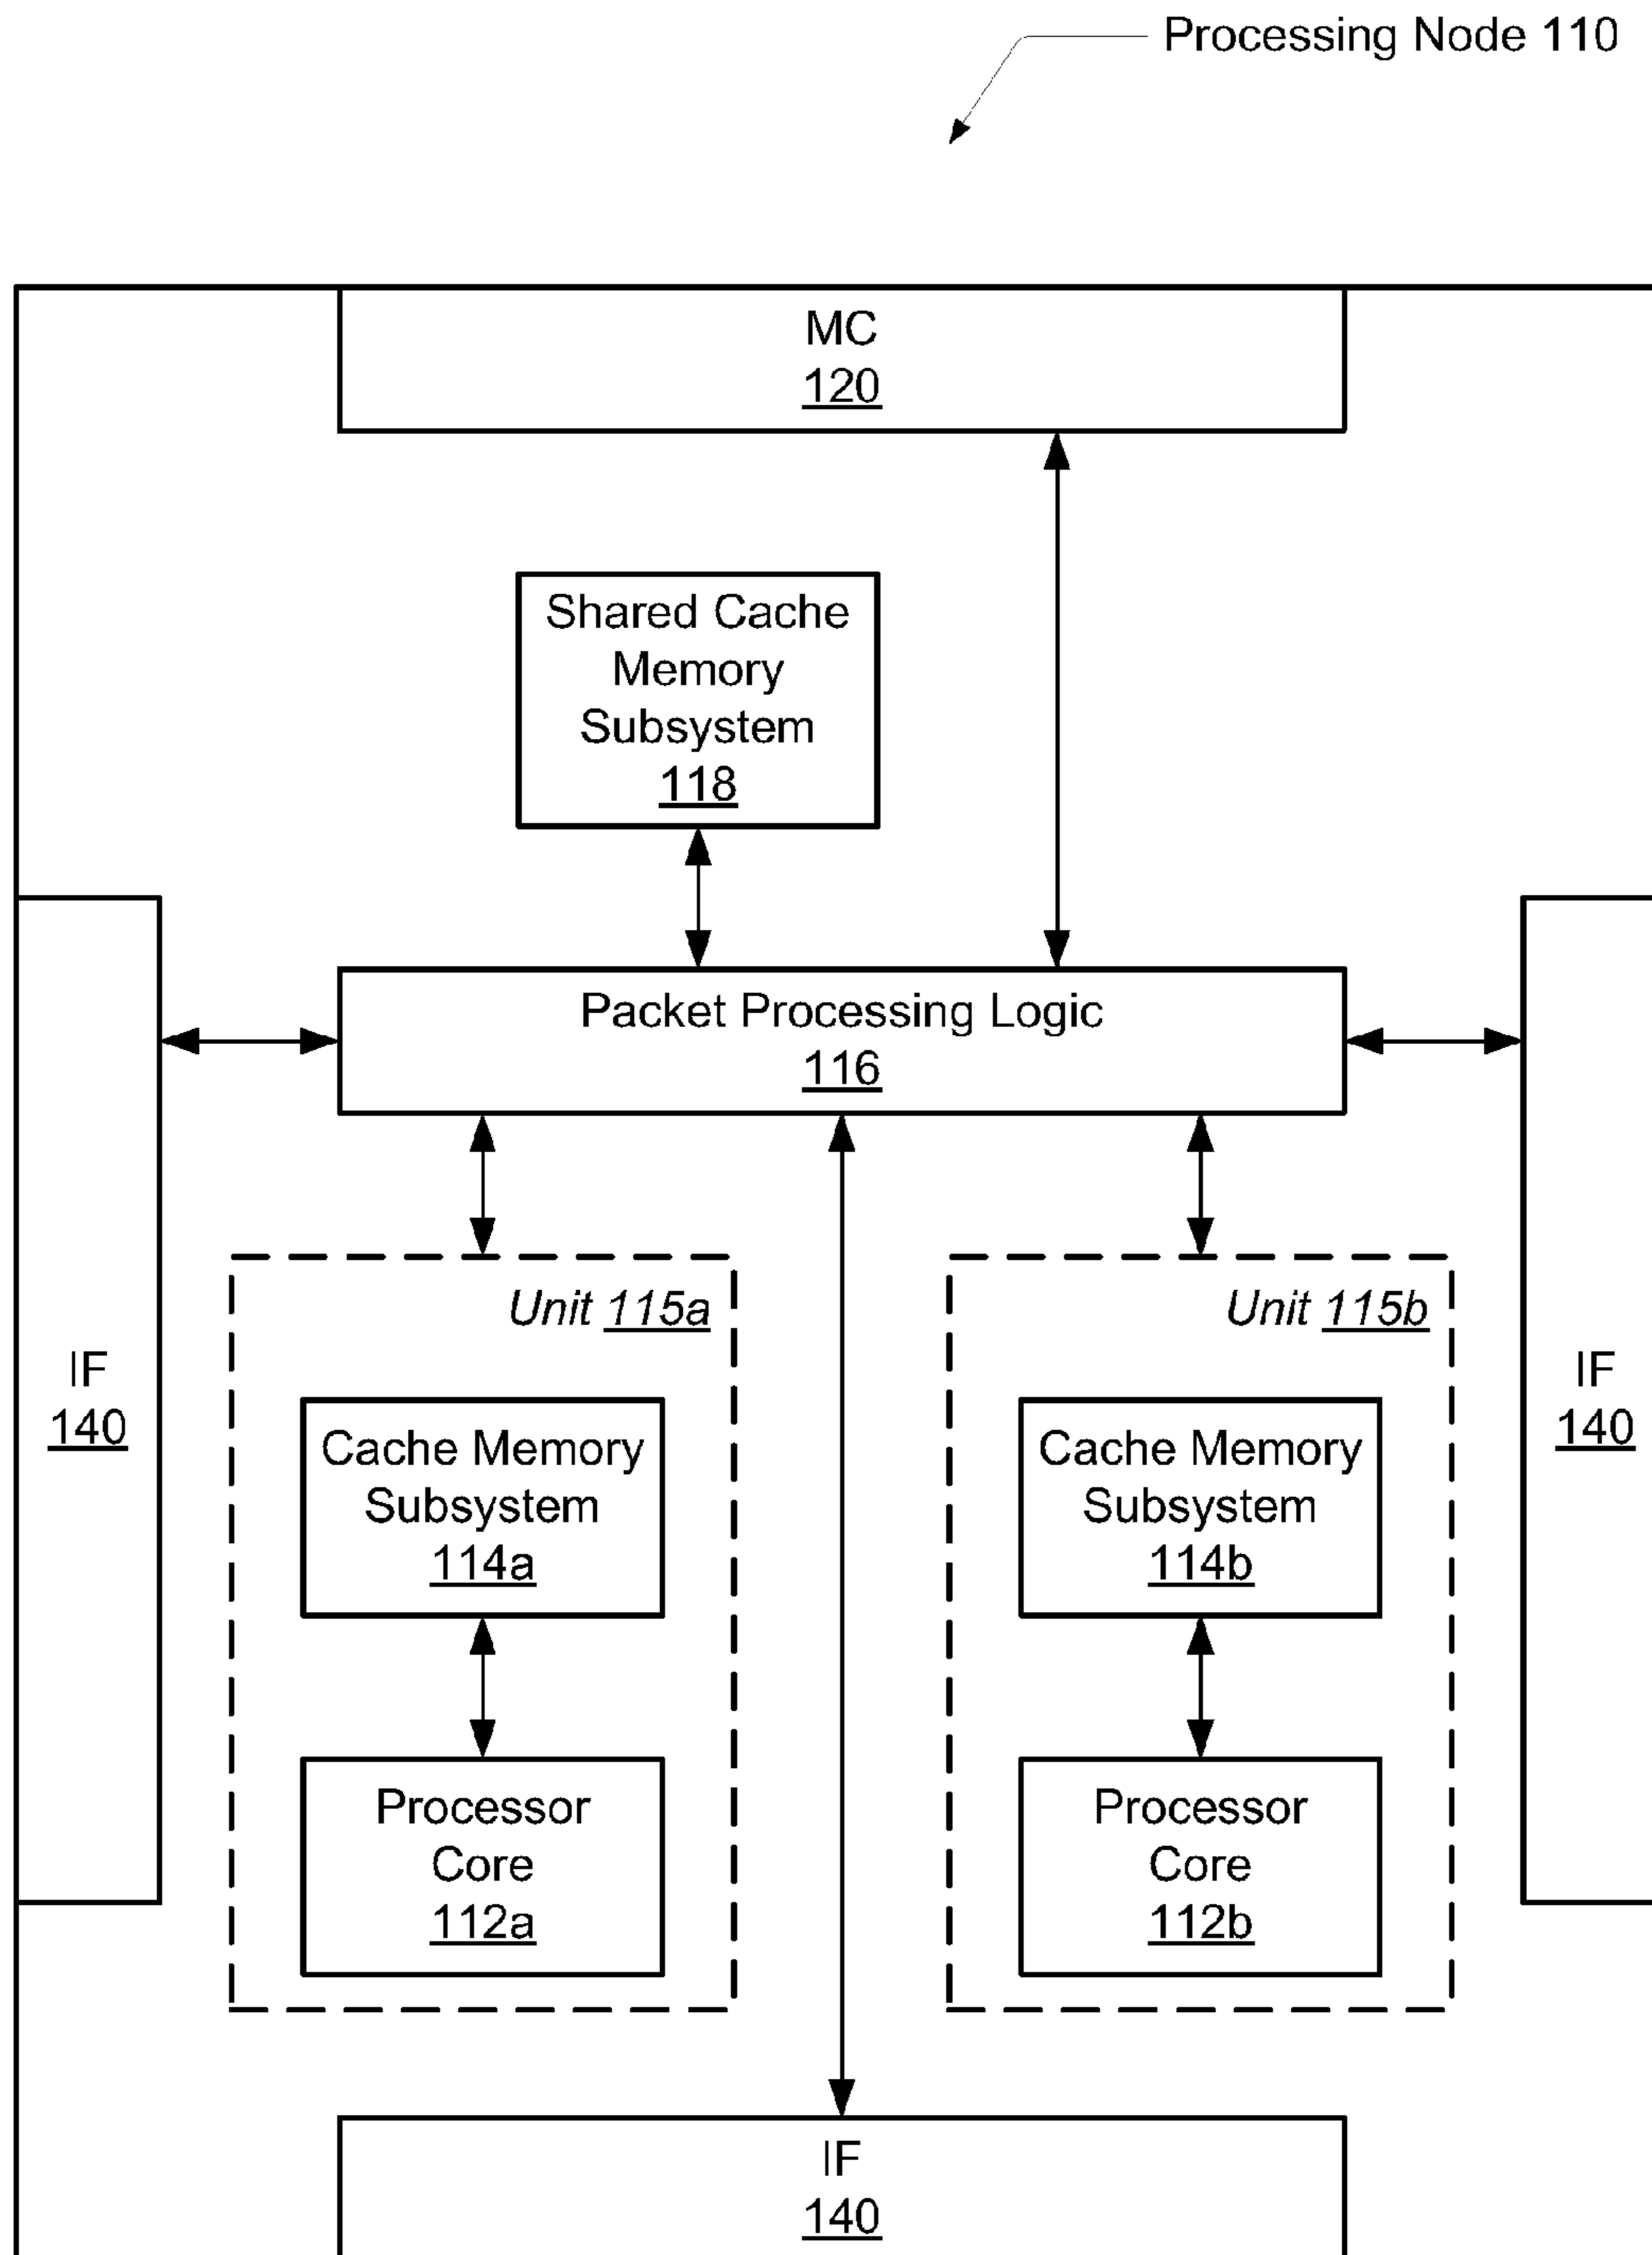 Processing Node 110
MC
120
Shared Cache
Memory
Subsystem
118
Packet Processing Logic
116
Unit 115a
Unit 115b
IF
140
IF
140
Cache Memory
Subsystem
114a
Cache Memory
Subsystem
114b
Processor
Core
112a
Processor
Core
112b
IF
140